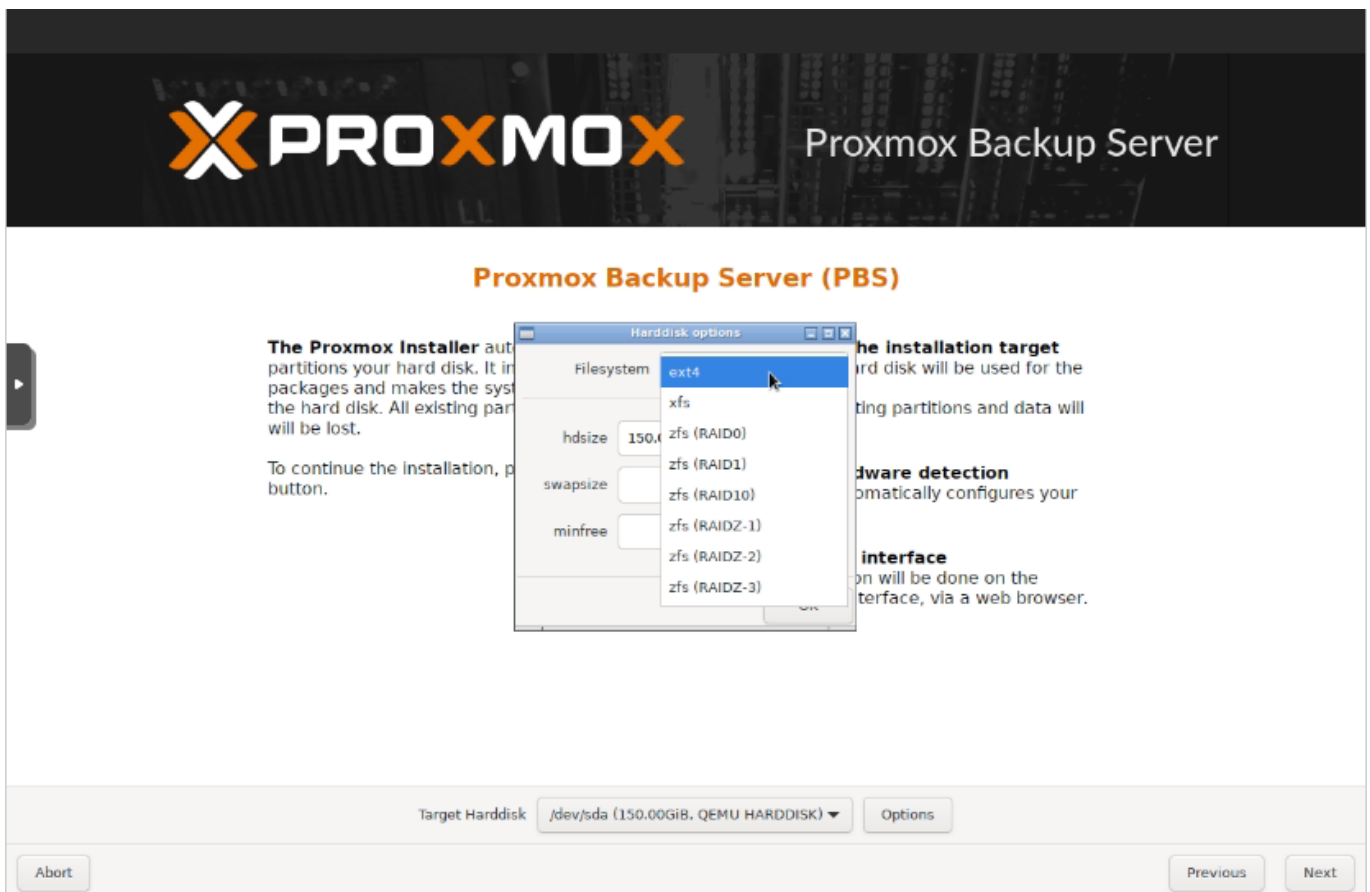 PROXMOX
Proxmox Backup Server
Proxmox Backup Server (PBS)
The Proxmox Installer aut
partitions your hard disk. It in
packages and makes the syst
the hard disk. All existing par
will be lost.
To continue the installation, p
button.
he installation target
ard disk will be used for the
ting partitions and data will
dware detection
omatically configures your
interface
on will be done on the
terface, via a web browser.
Harddisk options
Filesystem
ext4
xfs
zfs (RAID0)
zfs (RAID1)
zfs (RAID10)
zfs (RAIDZ-1)
zfs (RAIDZ-2)
zfs (RAIDZ-3)
hdsize 150.
swapsize
minfree
Target Harddisk /dev/sda (150.00GiB, QEMU HARDDISK) Options
Abort Previous Next